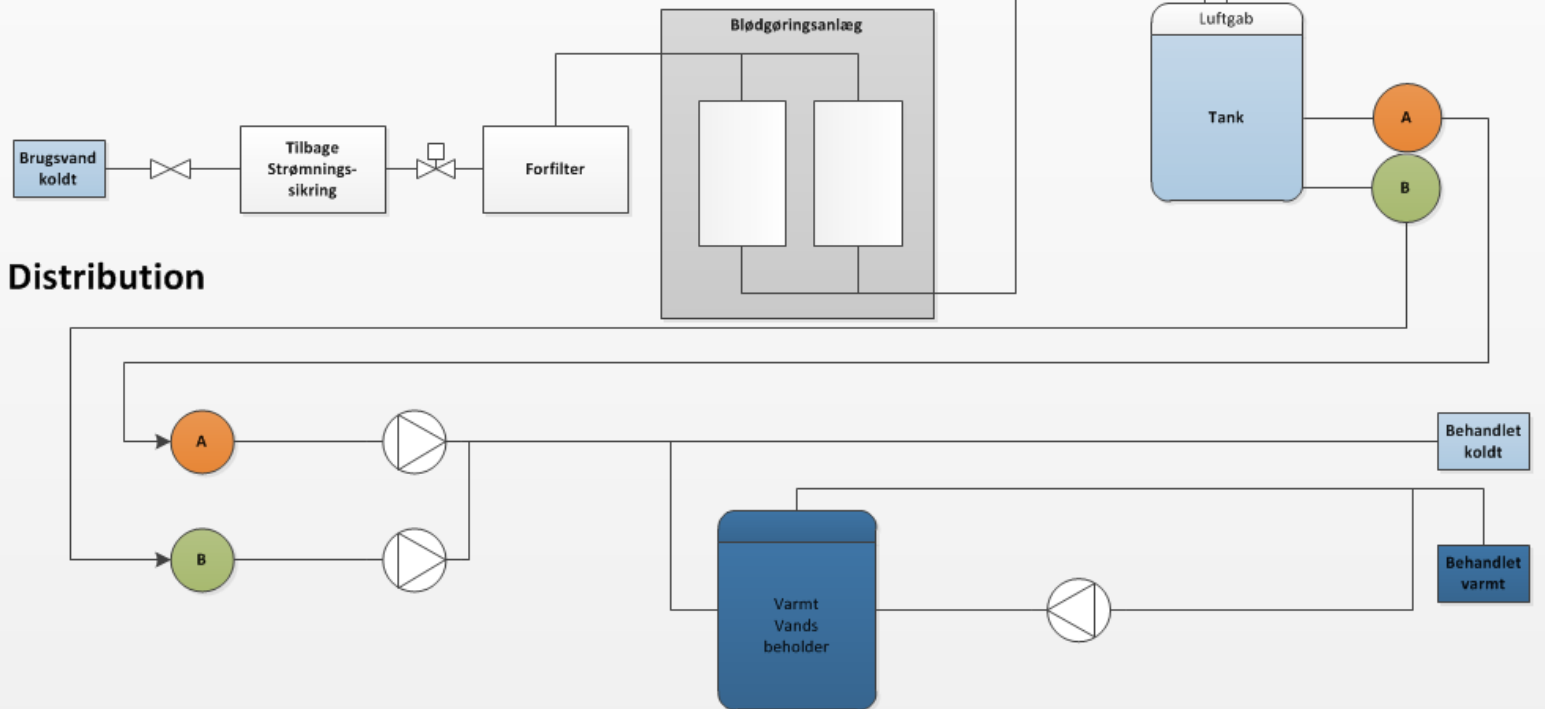 Blødgøringsanlæg
Luftgab
Tank
A
B
Brugsvand
koldt
Tilbage
Strømnings-
sikring
Forfilter
Distribution
A
B
Behandlet
koldt
Behandlet
varmt
Varmt
Vands
beholder